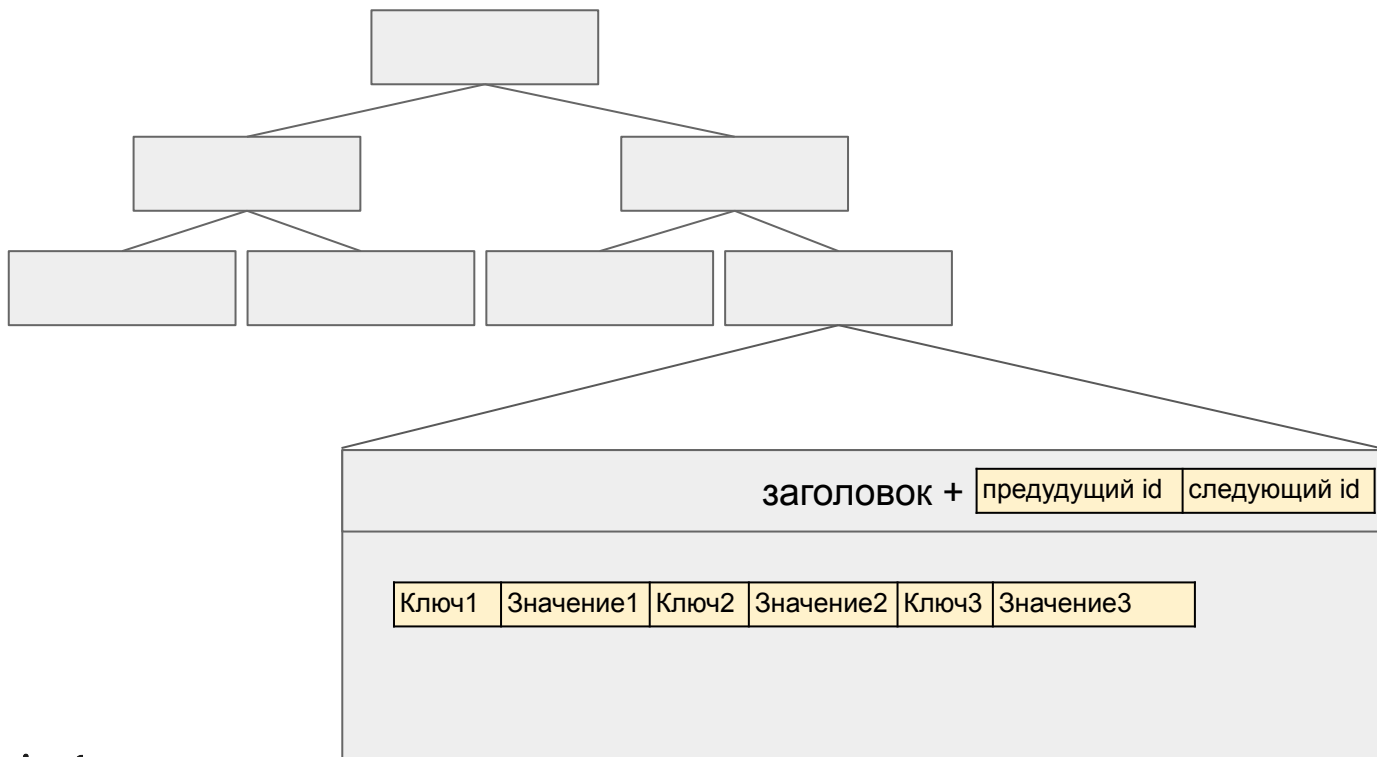 заголовок + предудущий id следующий id
Ключ1 Значение1 Ключ2 Значение2 Ключ3 Значение3